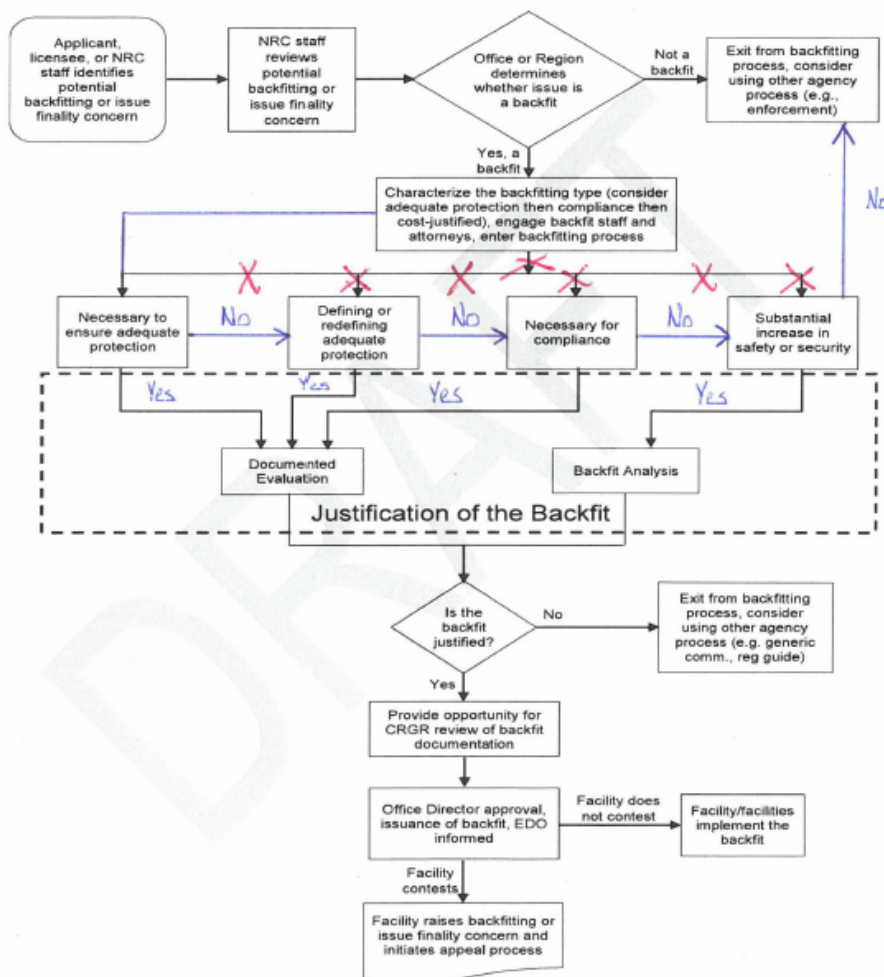 Applicant,
licensee, or NRC
staff identifies
potential
backfitting or issue
finality concern
NRC staff
reviews
potential
backfitting or
issue finality
concern
Office or Region
determines
whether issue is
a backfit
Not a
backfit
Exit from backfitting
process, consider
using other agency
process (e.g.,
enforcement)
Yes, a
backfit
No
Characterize the backfitting type (consider
adequate protection then compliance then
cost-justified), engage backfit staff and
attorneys, enter backfitting process
X X X X X X X
Necessary to
ensure adequate
protection
No
Defining or
redefining
adequate
protection
No
Necessary for
compliance
No
Substantial
increase in
safety or security
Yes
Yes
Yes
Yes
Documented
Evaluation
Backfit Analysis
Justification of the Backfit
Is the
backfit
justified?
No
Exit from backfitting
process, consider
using other agency
process (e.g. generic
comm., reg guide)
Yes
Provide opportunity for
CRGR review of backfit
documentation
Office Director approval,
issuance of backfit, EDO
informed
Facility does
not contest
Facility/facilities
implement the
backfit
Facility
contests
Facility raises backfitting or
issue finality concern and
initiates appeal process
DRAFT